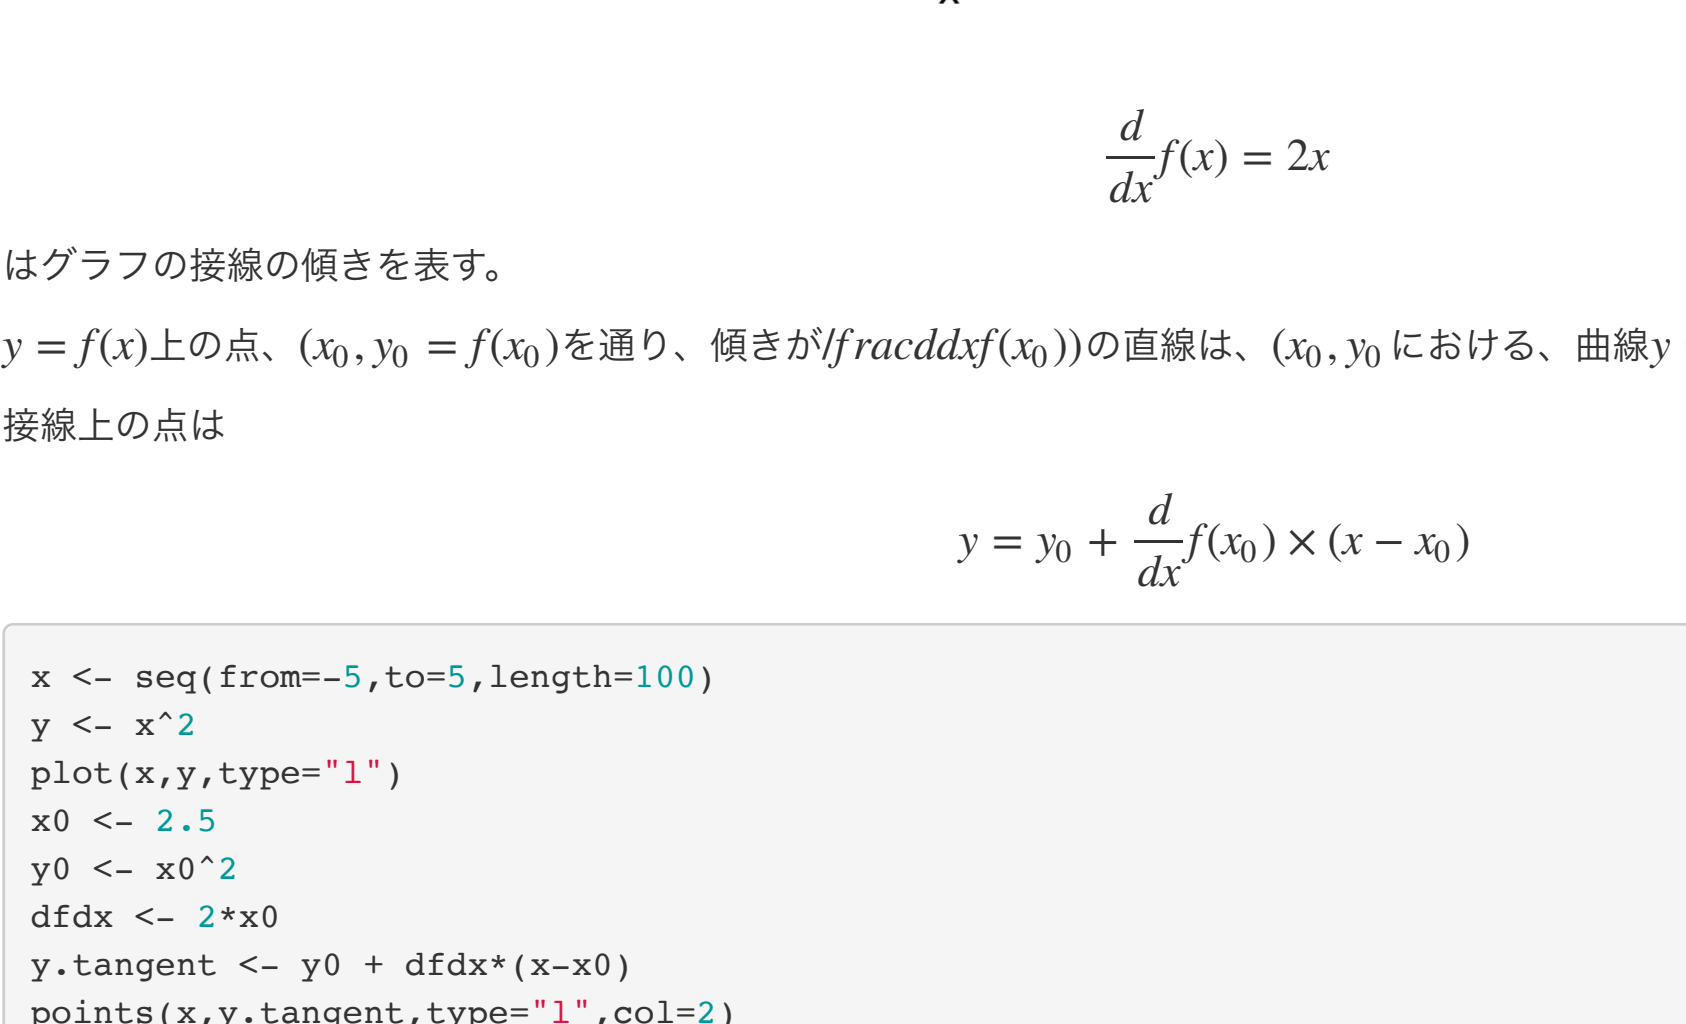 x
d/dx f(x) = 2x
はグラフの接線の傾きを表す。
y = f(x)上の点、(x₀, y₀ = f(x₀)を通り、傾きが/fracddxf(x₀))の直線は、(x₀, y₀ における、曲線y
接線上の点は
y = y₀ + d/dx f(x₀) × (x − x₀)
x <- seq(from=-5,to=5,length=100)
y <- x^2
plot(x,y,type="l")
x0 <- 2.5
y0 <- x0^2
dfdx <- 2*x0
y.tangent <- y0 + dfdx*(x-x0)
points(x,y.tangent,type="l",col=2)